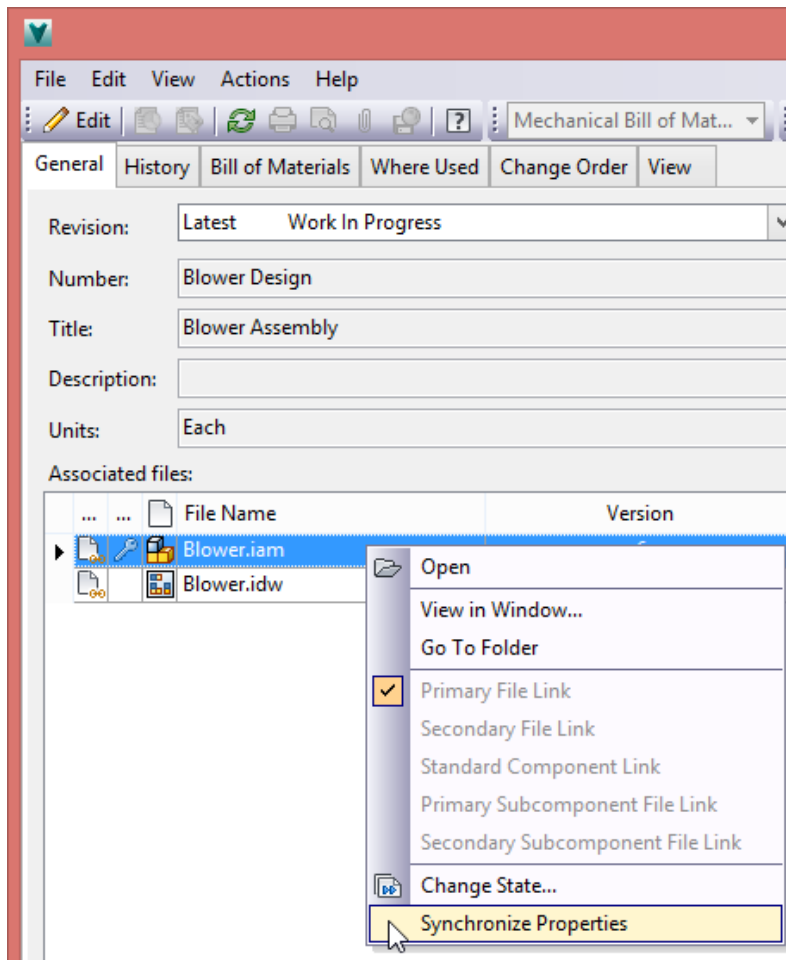 File Edit View Actions Help
Edit ? Mechanical Bill of Mat...
General History Bill of Materials Where Used Change Order View
Revision: Latest Work In Progress
Number: Blower Design
Title: Blower Assembly
Description:
Units: Each
Associated files:
... ... File Name Version
Blower.iam
Blower.idw
Open
View in Window...
Go To Folder
Primary File Link
Secondary File Link
Standard Component Link
Primary Subcomponent File Link
Secondary Subcomponent File Link
Change State...
Synchronize Properties